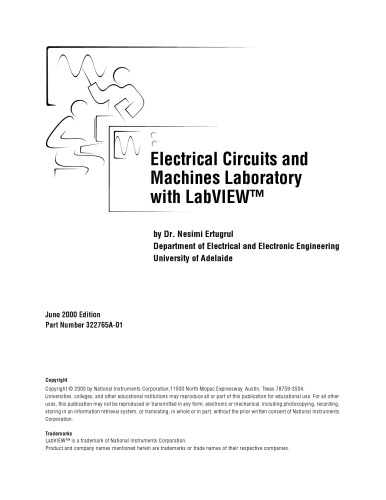 Electrical Circuits and
Machines Laboratory
with LabVIEW™
by Dr. Nesimi Ertugrul
Department of Electrical and Electronic Engineering
University of Adelaide
June 2000 Edition
Part Number 322765A-01
Copyright
Copyright © 2000 by National Instruments Corporation,11500 North Mopac Expressway, Austin, Texas 78759-3504.
Universities, colleges, and other educational institutions may reproduce all or part of this publication for educational use. For all other
uses, this publication may not be reproduced or transmitted in any form, electronic or mechanical, including photocopying, recording,
storing in an information retrieval system, or translating, in whole or in part, without the prior written consent of National Instruments
Corporation.
Trademarks
LabVIEW™ is a trademark of National Instruments Corporation.
Product and company names mentioned herein are trademarks or trade names of their respective companies.